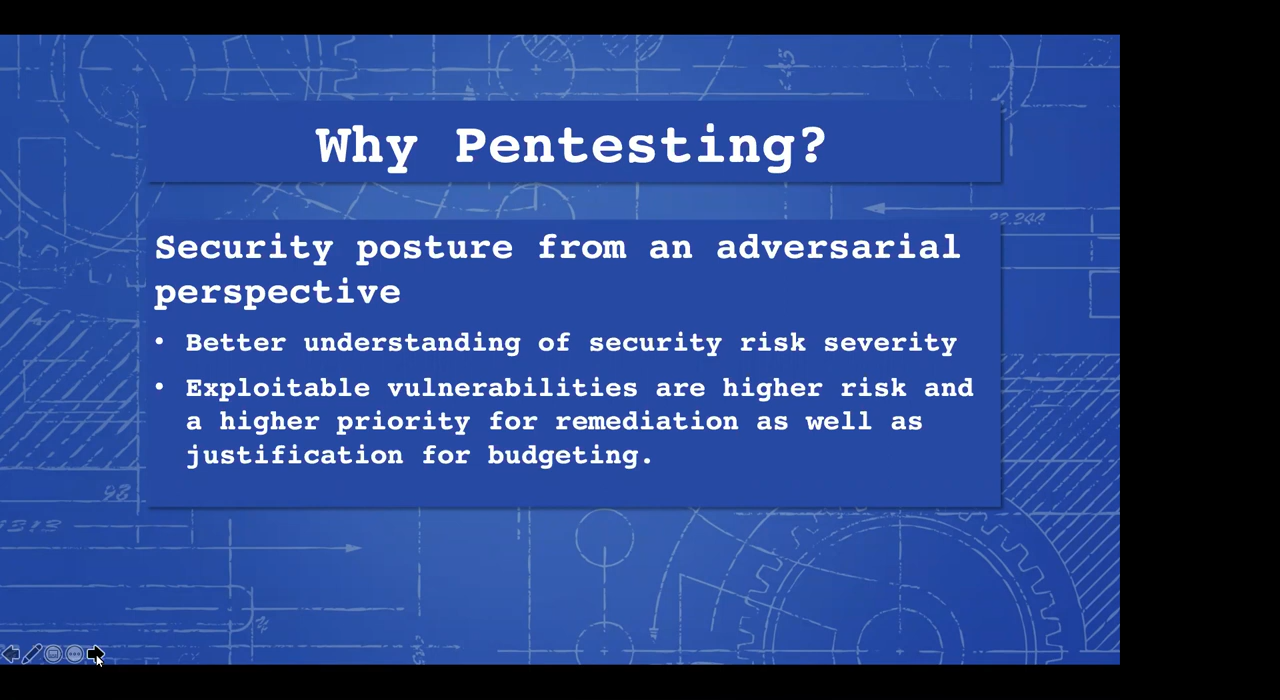 Why Pentesting?
Security posture from an adversarial
perspective
• Better understanding of security risk severity
• Exploitable vulnerabilities are higher risk and
a higher priority for remediation as well as
justification for budgeting.
92